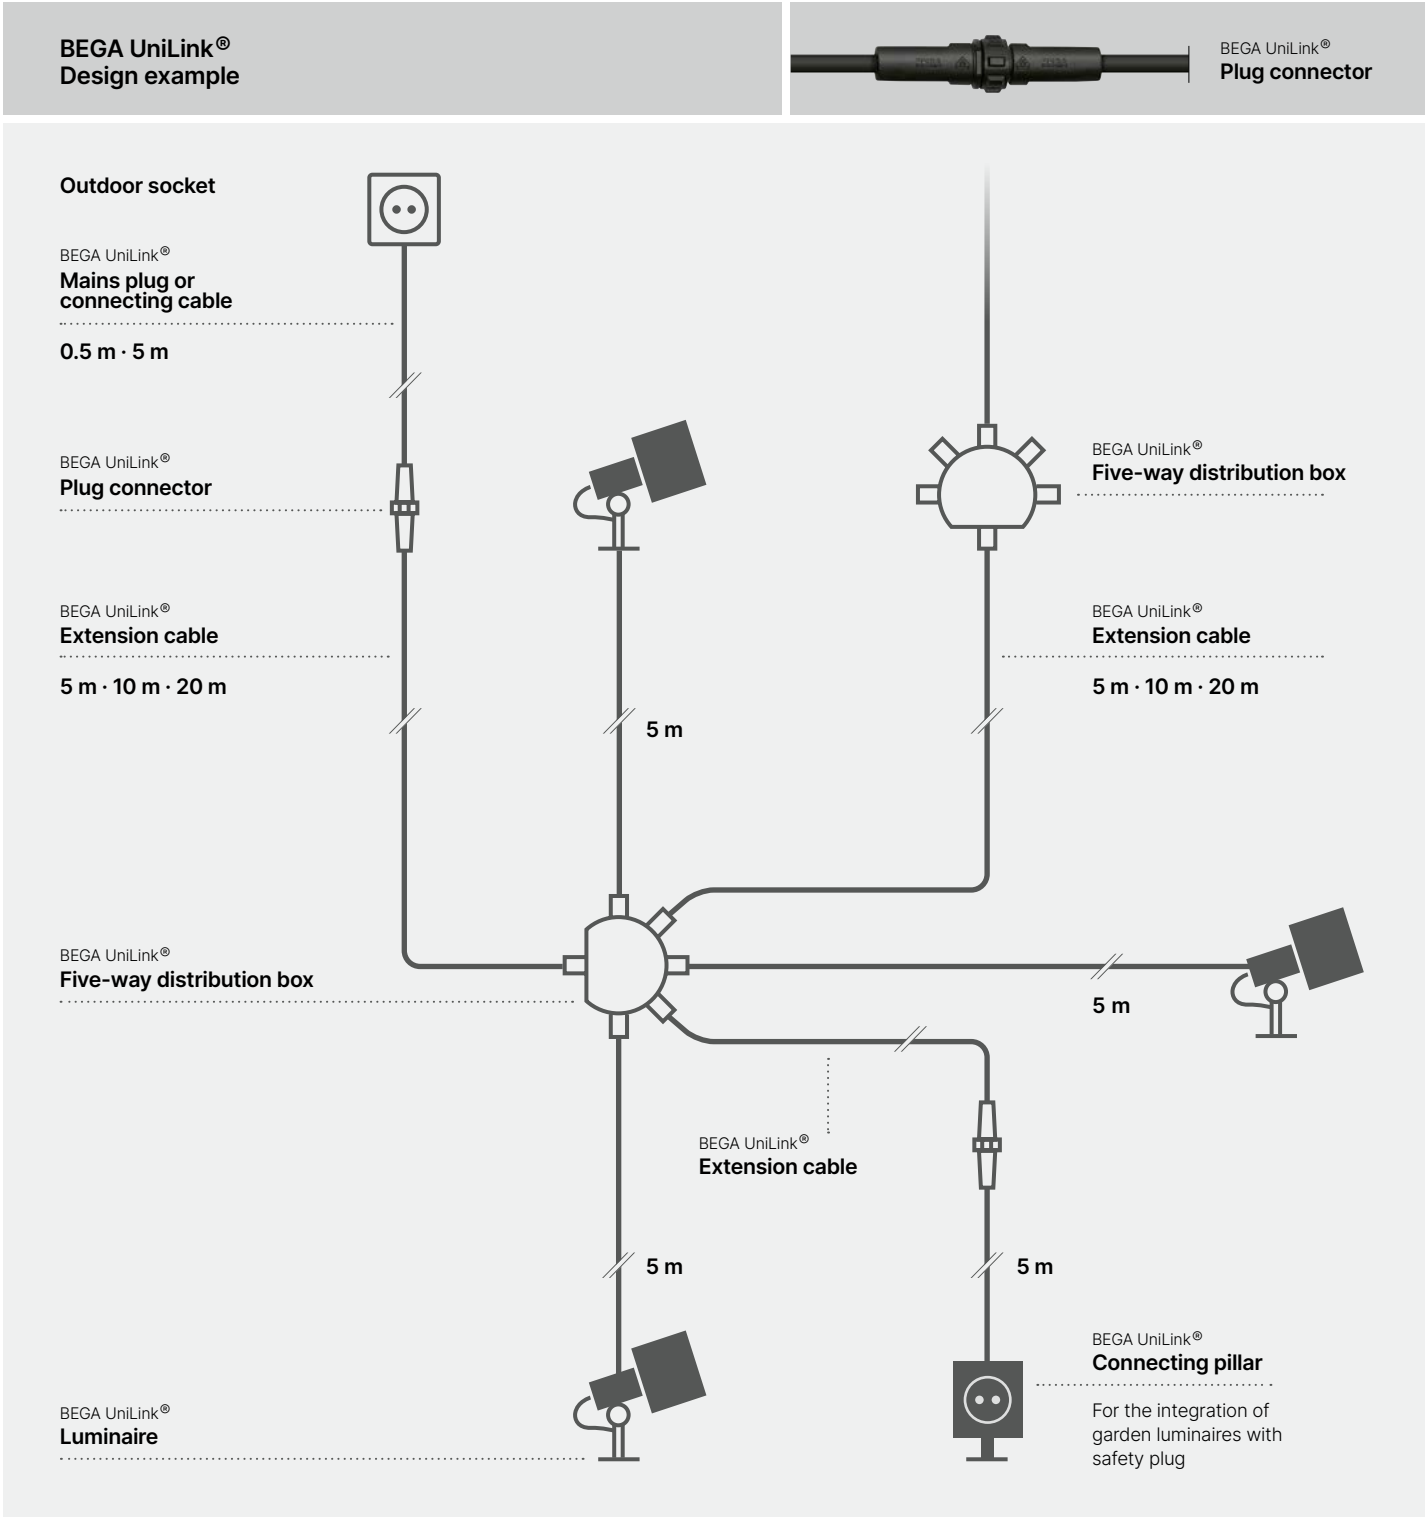 BEGA UniLink®
Design example
BEGA UniLink®
Plug connector
Outdoor socket
BEGA UniLink®
Mains plug or
connecting cable
0.5 m · 5 m
BEGA UniLink®
Plug connector
BEGA UniLink®
Five-way distribution box
BEGA UniLink®
Extension cable
5 m · 10 m · 20 m
BEGA UniLink®
Extension cable
5 m · 10 m · 20 m
5 m
BEGA UniLink®
Five-way distribution box
5 m
BEGA UniLink®
Extension cable
5 m
5 m
BEGA UniLink®
Connecting pillar
For the integration of
garden luminaires with
safety plug
BEGA UniLink®
Luminaire